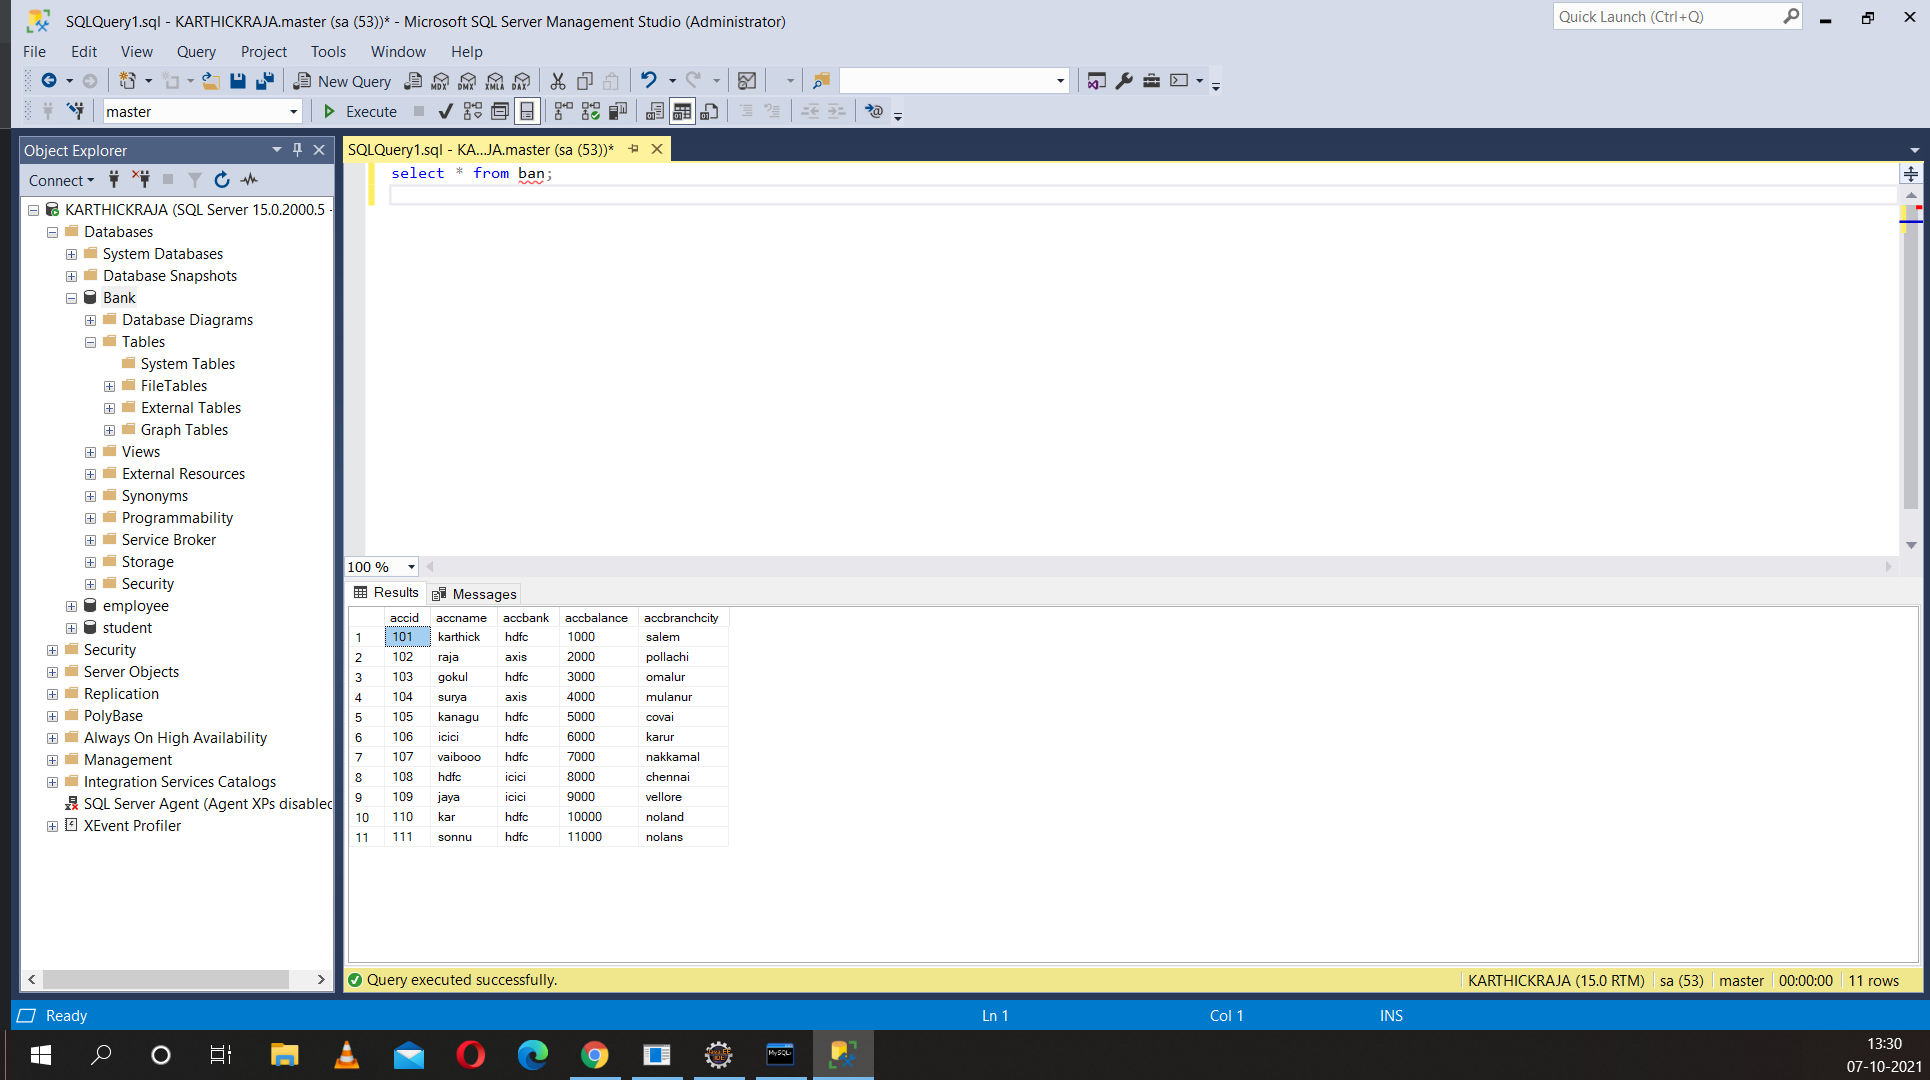 SQLQuery1.sql - KARTHICKRAJA.master (sa (53))* - Microsoft SQL Server Management Studio (Administrator)
Quick Launch (Ctrl+Q)
File Edit View Query Project Tools Window Help
New Query MDX DMX XMLA DAX
master Execute
Object Explorer
SQLQuery1.sql - KA...JA.master (sa (53))*
Connect
select * from ban;
KARTHICKRAJA (SQL Server 15.0.2000.5 -
Databases
System Databases
Database Snapshots
Bank
Database Diagrams
Tables
System Tables
FileTables
External Tables
Graph Tables
Views
External Resources
Synonyms
Programmability
Service Broker
Storage
Security
employee
student
Security
Server Objects
Replication
PolyBase
Always On High Availability
Management
Integration Services Catalogs
SQL Server Agent (Agent XPs disabled
XEvent Profiler
100 %
Results Messages
accid accname accbank accbalance accbranchcity
1 101 karthick hdfc 1000 salem
2 102 raja axis 2000 pollachi
3 103 gokul hdfc 3000 omalur
4 104 surya axis 4000 mulanur
5 105 kanagu hdfc 5000 covai
6 106 icici hdfc 6000 karur
7 107 vaibooo hdfc 7000 nakkamal
8 108 hdfc icici 8000 chennai
9 109 jaya icici 9000 vellore
10 110 kar hdfc 10000 noland
11 111 sonnu hdfc 11000 nolans
Query executed successfully.
KARTHICKRAJA (15.0 RTM) sa (53) master 00:00:00 11 rows
Ready Ln 1 Col 1 INS
MySQL
13:30
07-10-2021